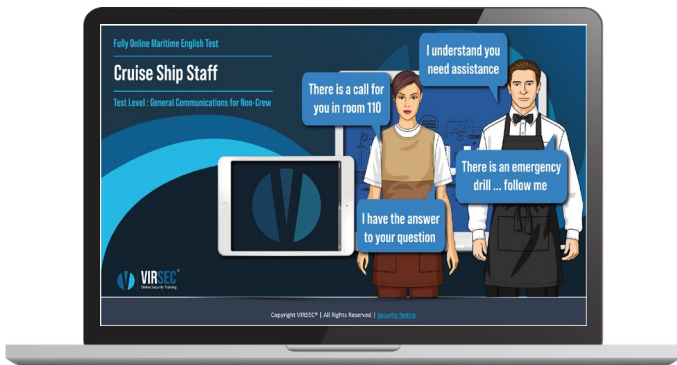 Fully Online Maritime English Test
Cruise Ship Staff
Test Level : General Communications for Non-Crew
I understand you
need assistance
There is a call for
you in room 110
There is an emergency
drill ... follow me
I have the answer
to your question
VIRSEC®
Online Security Training
Copyright VIRSEC® | All Rights Reserved | Security Notice